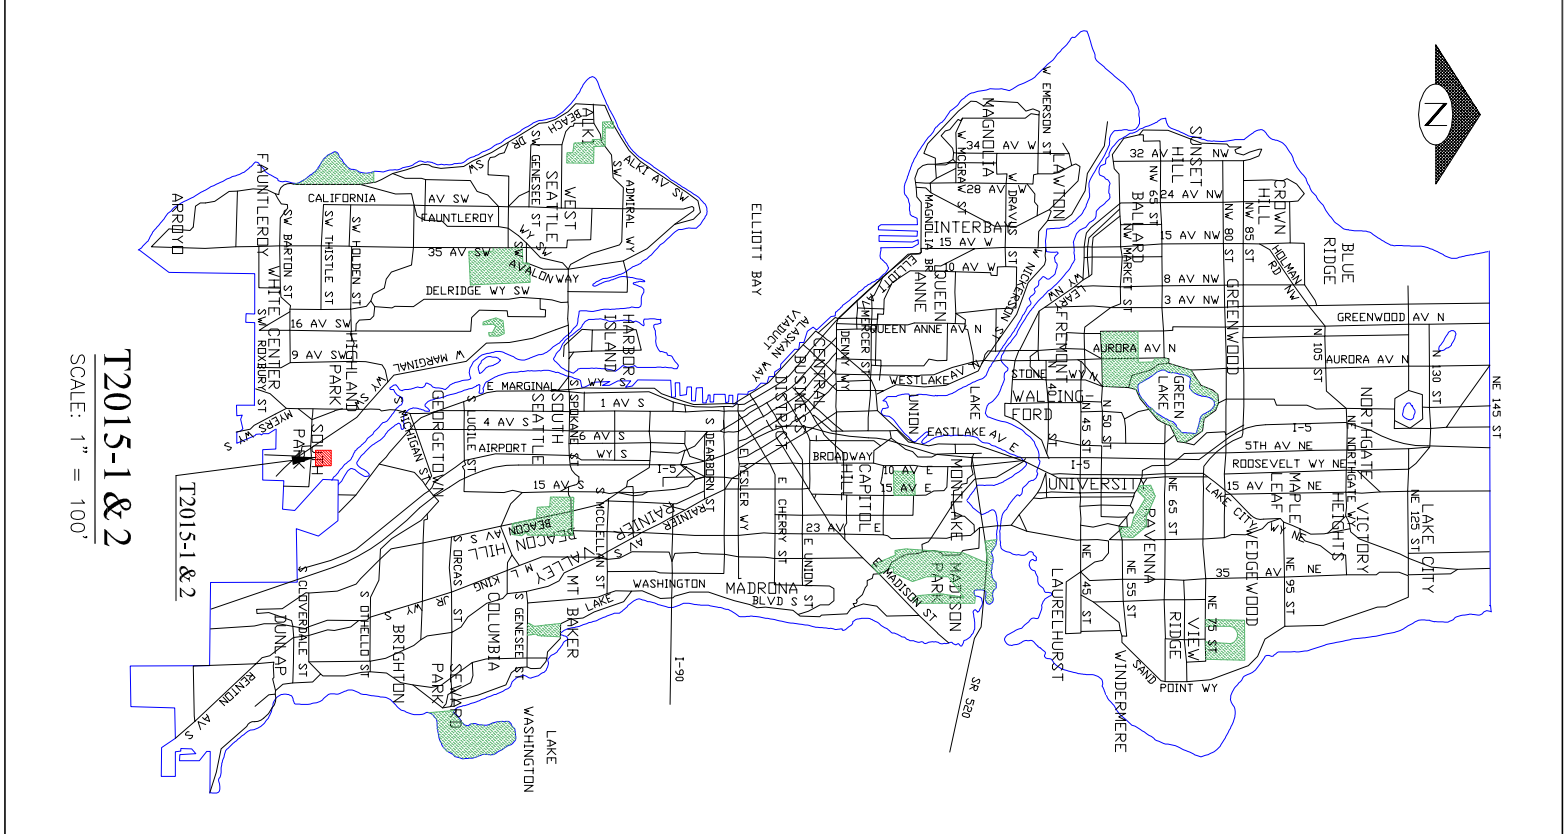 N
T2015-1 & 2
SCALE: 1" = 100'
T2015-1 & 2
ELLIOTT BAY
LAKE
WASHINGTON
ARROYO
FAUNTLEROY
WHITE CENTER
SW ROXBURY ST
SW BARTON ST
SW THISTLE ST
SW HOLDEN ST
CALIFORNIA
AV SW
FAUNTLEROY
WY SW
35 AV SW
SW
AVALON WAY
DELRIDGE WY SW
16 AV SW
9 AV SW
HIGHLAND
PARK
W MARGINAL
WY
MYERS
WY S
S
SOUTH
PARK
ALKI
BEACH
DR
SW
SW GENESEE ST
WEST
SEATTLE
ALKI AV SW
SW ADMIRAL WY
HARBOR
ISLAND
E MARGINAL
WY S
1 AV S
4 AV S
6 AV S
AIRPORT
WY S
I-5
15 AV S
SOUTH
SEATTLE
GEORGETOWN
S MICHIGAN ST
S LUCILE ST
S SPOKANE ST
S DEARBORN ST
S MCCLELLAN ST
RAINIER
VALLEY
RAINIER
AV
S
BEACON
HILL
BEACON AV S
M L KING
JR
WY
S
S ORCAS ST
S OTHELLO ST
S CLOVERDALE ST
DUNLAP
RENTON AV S
BRIGHTON
COLUMBIA
S GENESEE ST
SEWARD
PARK
MT BAKER
LAKE
WASHINGTON
BLVD S
MADRONA
I-90
ALASKAN WAY
VIADUCT
CENTRAL
BUSINESS
DISTRICT
E YESLER WY
E CHERRY ST
E UNION ST
BROADWAY
CAPITOL
HILL
10 AV E
15 AV E
23 AV E
E MADISON ST
MADISON
PARK
MONTLAKE
SR 520
DENNY WY
MERCER ST
ELLIOTT AV
QUEEN ANNE AV N
QUEEN
ANNE
WESTLAKE AV N
LAKE
UNION
EASTLAKE AV E
MAGNOLIA
W EMERSON ST
34 AV W
W MCGRAW ST
28 AV W
W DRAVUS ST
LAWTON
INTERBAY
15 AV W
10 AV W
MAGNOLIA BR
W NICKERSON ST
LEARY WY NW
FREMONT
STONE WY N
WALLING-
FORD
N 45 ST
N 50 ST
I-5
UNIVERSITY
AURORA AV N
GREEN
LAKE
SUNSET
HILL
32 AV NW
NW 65 ST
24 AV NW
BALLARD
NW MARKET ST
CROWN
HILL
NW 80 ST
NW 85 ST
15 AV NW
HOLMAN
RD NW
BLUE
RIDGE
8 AV NW
3 AV NW
GREENWOOD
GREENWOOD AV N
N 105 ST
AURORA AV N
N 130 ST
NE 145 ST
I-5
5TH AV NE
ROOSEVELT WY NE
15 AV NE
NORTHGATE
NE NORTHGATE WY
MAPLE
LEAF
VICTORY
HEIGHTS
LAKE CITY
WY NE
NE 125 ST
LAKE CITY
NE 65 ST
RAVENNA
NE 55 ST
NE
45 ST
LAURELHURST
WINDERMERE
SAND
POINT WY
VIEW
RIDGE
NE 75 ST
WEDGEWOOD
35 AV NE
NE 95 ST